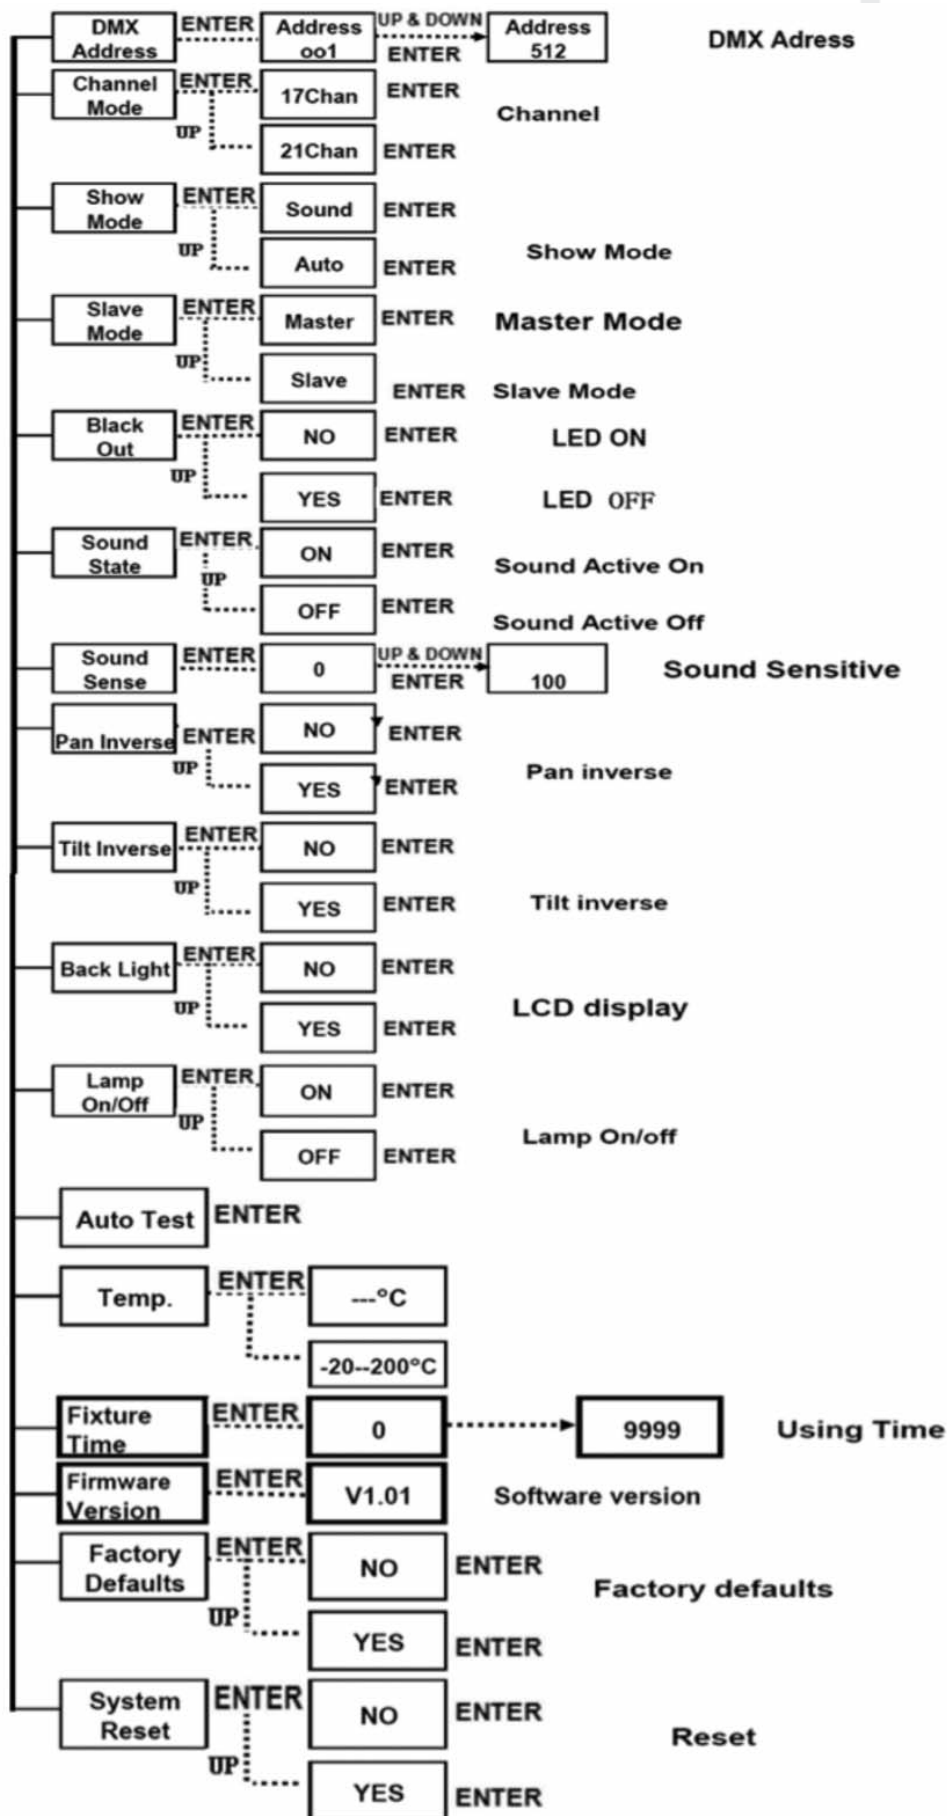 DMX Address ENTER Address oo1 UP & DOWN ENTER Address 512 DMX Adress
Channel Mode ENTER 17Chan ENTER
Channel
UP 21Chan ENTER
Show Mode ENTER Sound ENTER
UP Auto ENTER Show Mode
Slave Mode ENTER Master ENTER Master Mode
UP Slave ENTER Slave Mode
Black Out ENTER NO ENTER LED ON
UP YES ENTER LED OFF
Sound State ENTER ON ENTER Sound Active On
UP OFF ENTER Sound Active Off
Sound Sense ENTER 0 UP & DOWN ENTER 100 Sound Sensitive
Pan Inverse ENTER NO ENTER
Pan inverse
UP YES ENTER
Tilt Inverse ENTER NO ENTER
UP YES ENTER Tilt inverse
Back Light ENTER NO ENTER
LCD display
UP YES ENTER
Lamp On/Off ENTER ON ENTER
Lamp On/off
UP OFF ENTER
Auto Test ENTER
Temp. ENTER ---°C
-20--200°C
Fixture Time ENTER 0 9999 Using Time
Firmware Version ENTER V1.01 Software version
Factory Defaults ENTER NO ENTER
Factory defaults
UP YES ENTER
System Reset ENTER NO ENTER
Reset
UP YES ENTER